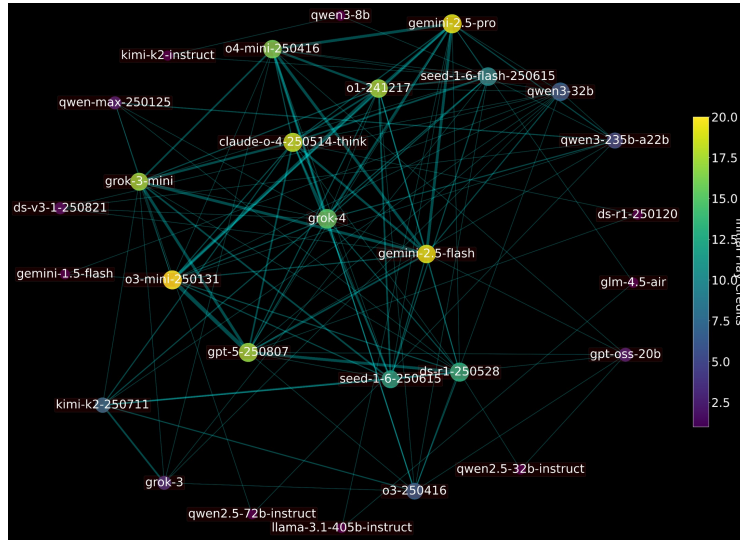 qwen3-8b
gemini-2.5-pro
o4-mini-250416
kimi-k2-instruct
seed-1-6-flash-250615
o1-241217
qwen3-32b
qwen-max-250125
20.0
claude-o-4-250514-think
qwen3-235b-a22b
17.5
grok-3-mini
ds-v3-1-250821
ds-r1-250120
15.0
grok-4
gemini-2.5-flash
12.5
gemini-1.5-flash
o3-mini-250131
glm-4.5-air
10.0
gpt-5-250807
gpt-oss-20b
7.5
seed-1-6-250615
ds-r1-250528
kimi-k2-250711
5.0
2.5
qwen2.5-32b-instruct
grok-3
o3-250416
qwen2.5-72b-instruct
llama-3.1-405b-instruct